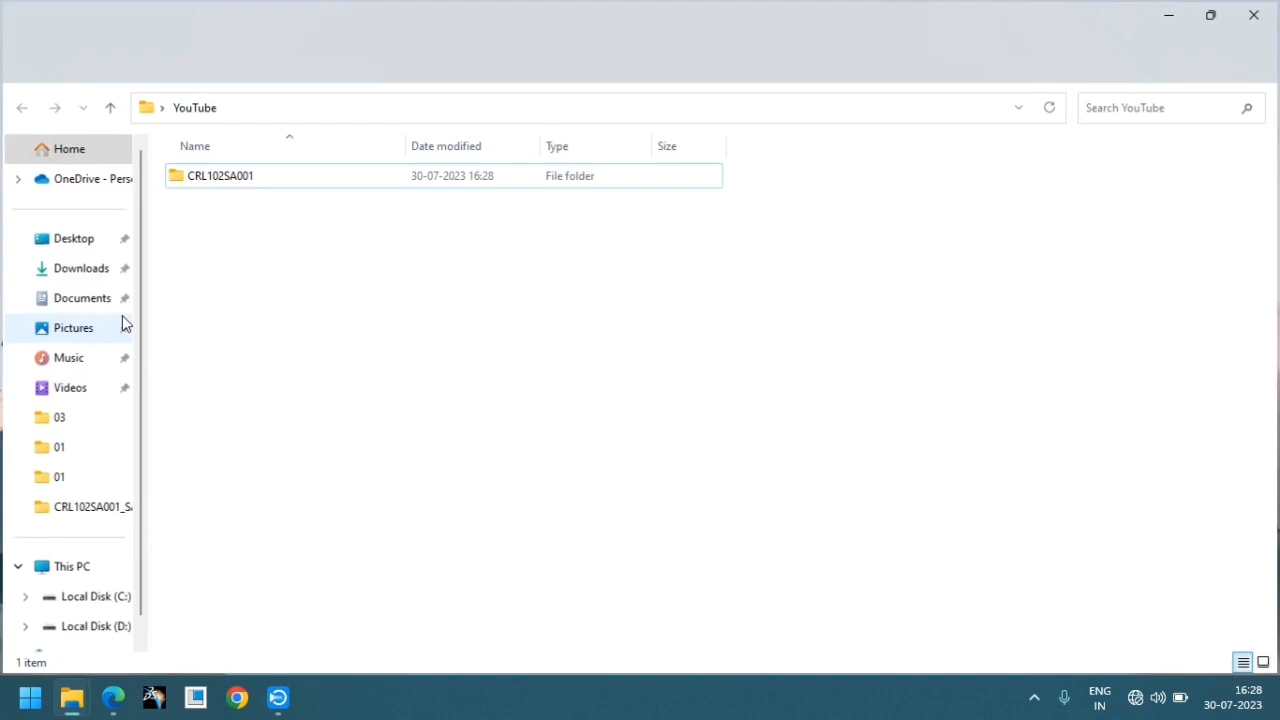 YouTube
Search YouTube
Home
OneDrive - Pers
Desktop
Downloads
Documents
Pictures
Music
Videos
03
01
01
CRL102SA001_S
This PC
Local Disk (C:)
Local Disk (D:)
Name Date modified Type Size
CRL102SA001 30-07-2023 16:28 File folder
1 item
ENG
IN
16:28
30-07-2023